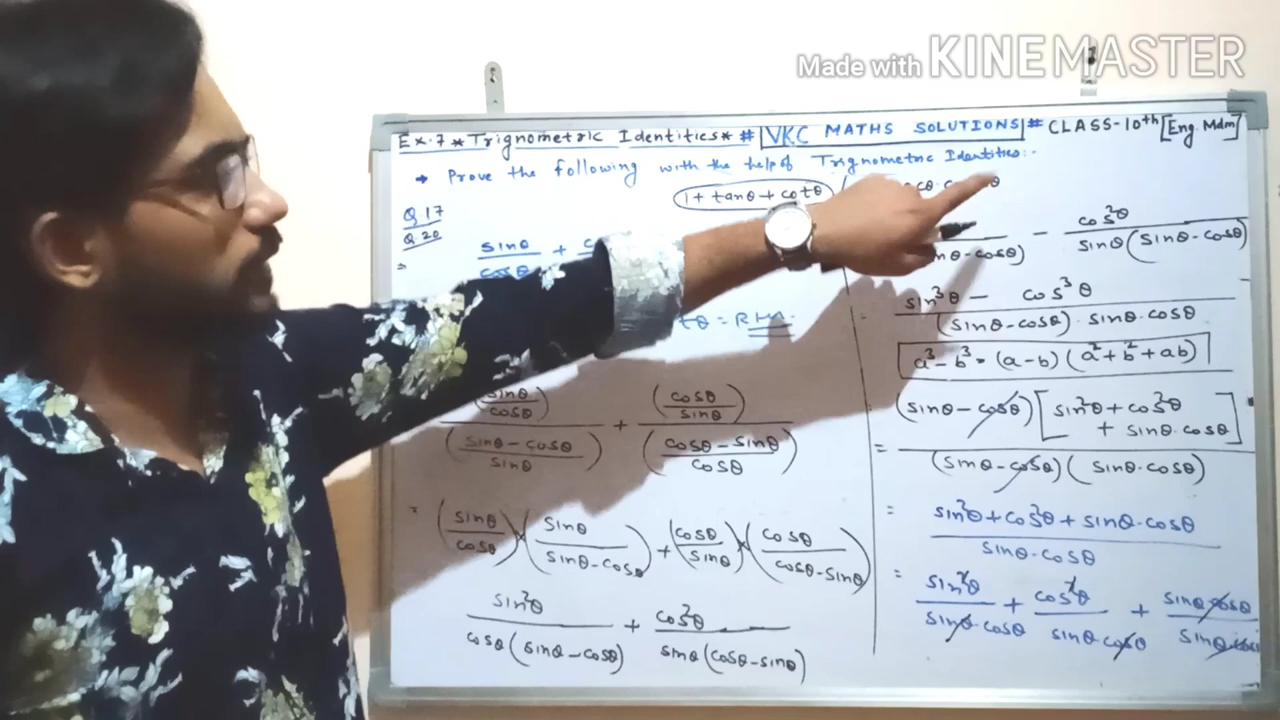 Made with KINEMASTER
Ex.7 * Trignometric Identities * # VKC MATHS SOLUTIONS # CLASS-10th [Eng. Mdm]
→ Prove the following with the help of Trignometric Identities:-
Q 17
Q 20
1 + tanθ + cotθ
= sinθ/cosθ +
cotθ = RHS
(sinθ/cosθ)/((sinθ - cosθ)/sinθ) + (cosθ/sinθ)/((cosθ - sinθ)/cosθ)
= (sinθ/cosθ) × (sinθ/(sinθ - cosθ)) + (cosθ/sinθ) × (cosθ/(cosθ - sinθ))
sin²θ/(cosθ(sinθ - cosθ)) + cos²θ/(sinθ(cosθ - sinθ))
- cosθ) - cos²θ/(sinθ(sinθ - cosθ))
= (sin³θ - cos³θ)/((sinθ - cosθ) · sinθ · cosθ)
a³ - b³ = (a - b)(a² + b² + ab)
= (sinθ - cosθ)[sin²θ + cos²θ + sinθ · cosθ]/((sinθ - cosθ)(sinθ · cosθ))
= (sin²θ + cos²θ + sinθ · cosθ)/(sinθ · cosθ)
= sin²θ/(sinθ · cosθ) + cos²θ/(sinθ · cosθ) + sinθ · cosθ/(sinθ · cosθ)